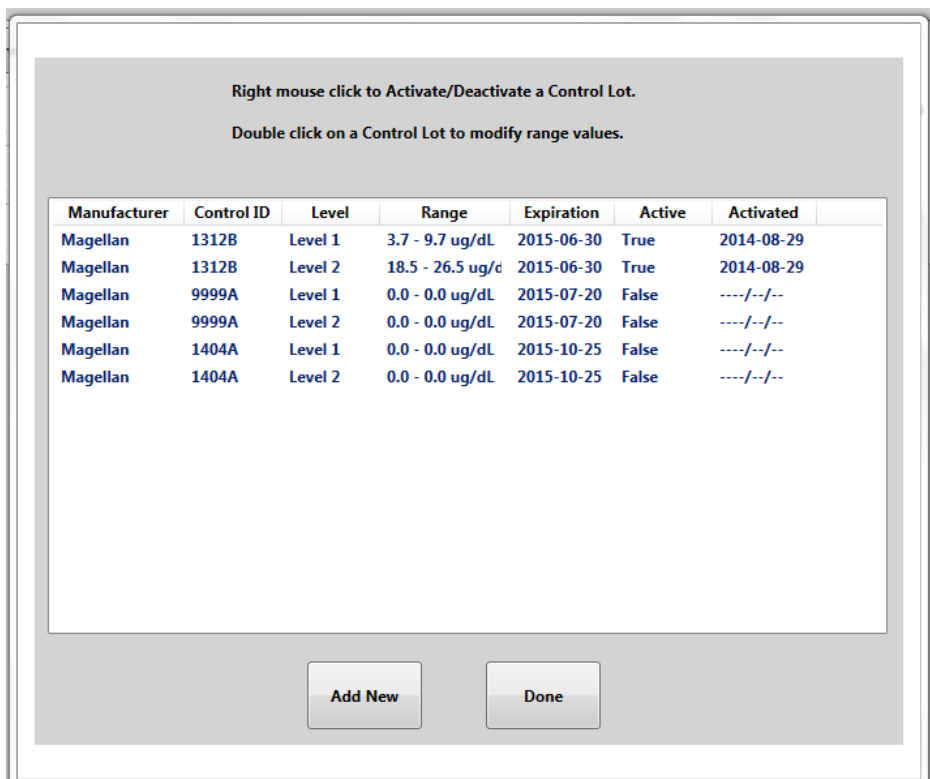 Right mouse click to Activate/Deactivate a Control Lot.
Double click on a Control Lot to modify range values.
Manufacturer Control ID Level Range Expiration Active Activated
Magellan 1312B Level 1 3.7 - 9.7 ug/dL 2015-06-30 True 2014-08-29
Magellan 1312B Level 2 18.5 - 26.5 ug/d 2015-06-30 True 2014-08-29
Magellan 9999A Level 1 0.0 - 0.0 ug/dL 2015-07-20 False ----/--/--
Magellan 9999A Level 2 0.0 - 0.0 ug/dL 2015-07-20 False ----/--/--
Magellan 1404A Level 1 0.0 - 0.0 ug/dL 2015-10-25 False ----/--/--
Magellan 1404A Level 2 0.0 - 0.0 ug/dL 2015-10-25 False ----/--/--
Add New Done